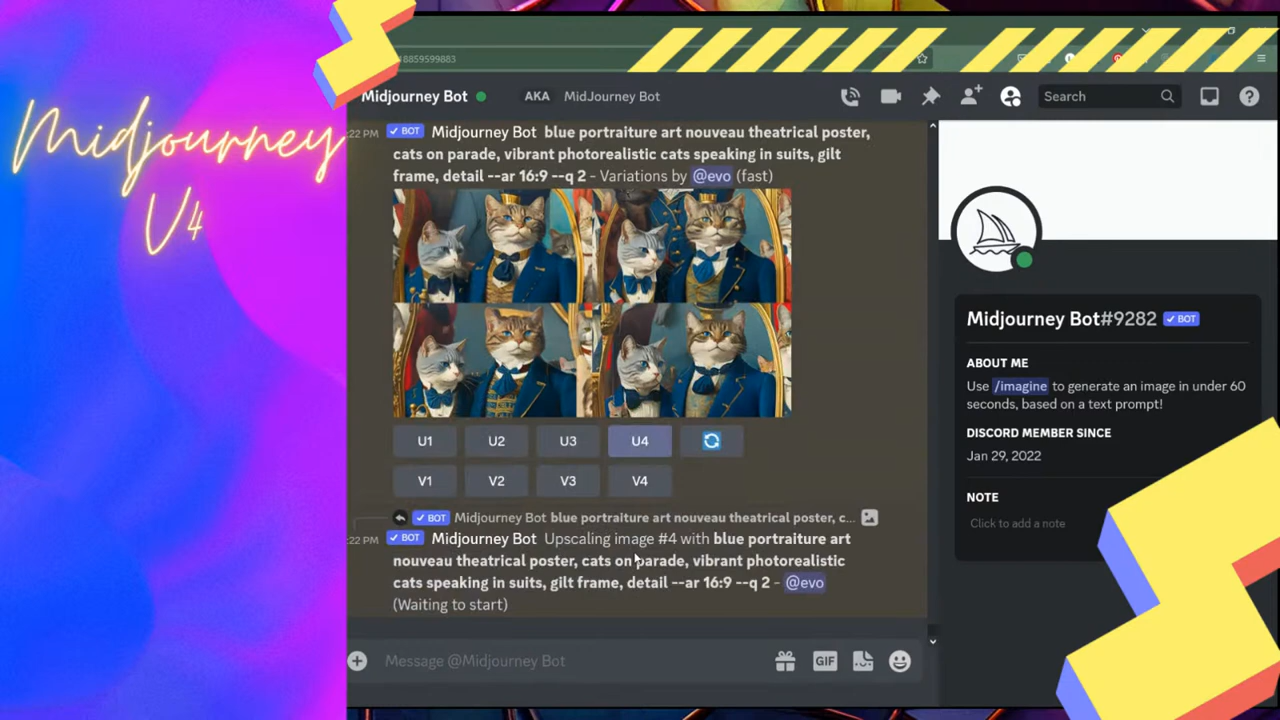 Midjourney
V4
18859599883
Midjourney Bot AKA MidJourney Bot
Search
:22 PM BOT Midjourney Bot blue portraiture art nouveau theatrical poster,
cats on parade, vibrant photorealistic cats speaking in suits, gilt
frame, detail --ar 16:9 --q 2 - Variations by @evo (fast)
U1 U2 U3 U4
V1 V2 V3 V4
BOT Midjourney Bot blue portraiture art nouveau theatrical poster, c...
:22 PM BOT Midjourney Bot Upscaling image #4 with blue portraiture art
nouveau theatrical poster, cats on parade, vibrant photorealistic
cats speaking in suits, gilt frame, detail --ar 16:9 --q 2 - @evo
(Waiting to start)
Message @Midjourney Bot
GIF
Midjourney Bot#9282 BOT
ABOUT ME
Use /imagine to generate an image in under 60
seconds, based on a text prompt!
DISCORD MEMBER SINCE
Jan 29, 2022
NOTE
Click to add a note